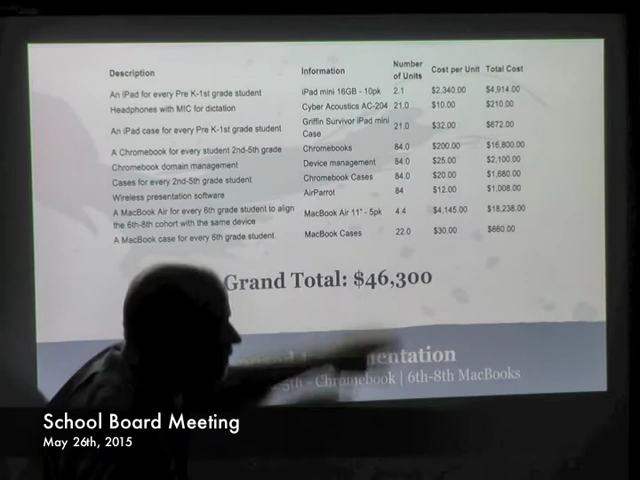 Description Information Number of Units Cost per Unit Total Cost
An iPad for every Pre K-1st grade student iPad mini 16GB - 10pk 2.1 $2,340.00 $4,914.00
Headphones with MIC for dictation Cyber Acoustics AC-204 21.0 $10.00 $210.00
An iPad case for every Pre K-1st grade student Griffin Survivor iPad mini Case 21.0 $32.00 $672.00
A Chromebook for every student 2nd-5th grade Chromebooks 84.0 $200.00 $16,800.00
Chromebook domain management Device management 84.0 $25.00 $2,100.00
Cases for every 2nd-5th grade student Chromebook Cases 84.0 $20.00 $1,680.00
Wireless presentation software AirParrot 84 $12.00 $1,008.00
A MacBook Air for every 6th grade student to align
the 6th-8th cohort with the same device MacBook Air 11" - 5pk 4.4 $4,145.00 $18,238.00
A MacBook case for every 6th grade student MacBook Cases 22.0 $30.00 $660.00
Grand Total: $46,300
5th - Chromebook | 6th-8th MacBooks
School Board Meeting
May 26th, 2015